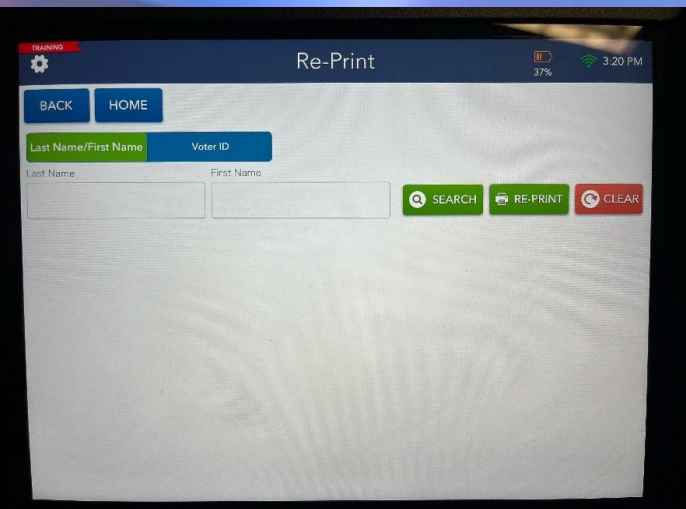 TRAINING
Re-Print
37%
3:20 PM
BACK HOME
Last Name/First Name Voter ID
Last Name First Name
SEARCH RE-PRINT CLEAR